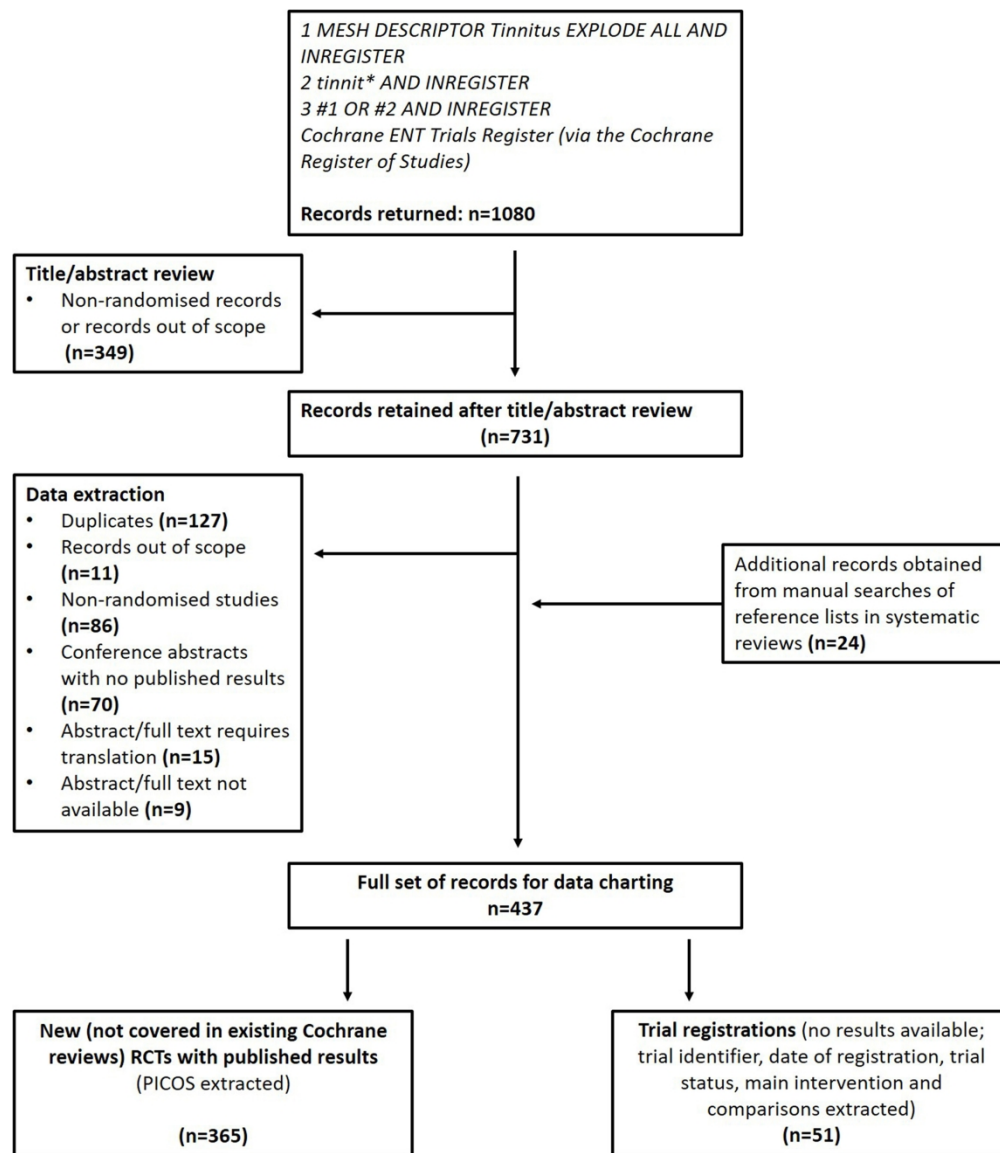 1 MESH DESCRIPTOR Tinnitus EXPLODE ALL AND
INREGISTER
2 tinnit* AND INREGISTER
3 #1 OR #2 AND INREGISTER
Cochrane ENT Trials Register (via the Cochrane
Register of Studies)
Records returned: n=1080
Title/abstract review
• Non-randomised records
or records out of scope
(n=349)
Records retained after title/abstract review
(n=731)
Data extraction
• Duplicates (n=127)
• Records out of scope
(n=11)
• Non-randomised studies
(n=86)
• Conference abstracts
with no published results
(n=70)
• Abstract/full text requires
translation (n=15)
• Abstract/full text not
available (n=9)
Additional records obtained
from manual searches of
reference lists in systematic
reviews (n=24)
Full set of records for data charting
n=437
New (not covered in existing Cochrane
reviews) RCTs with published results
(PICOS extracted)
(n=365)
Trial registrations (no results available;
trial identifier, date of registration, trial
status, main intervention and
comparisons extracted)
(n=51)